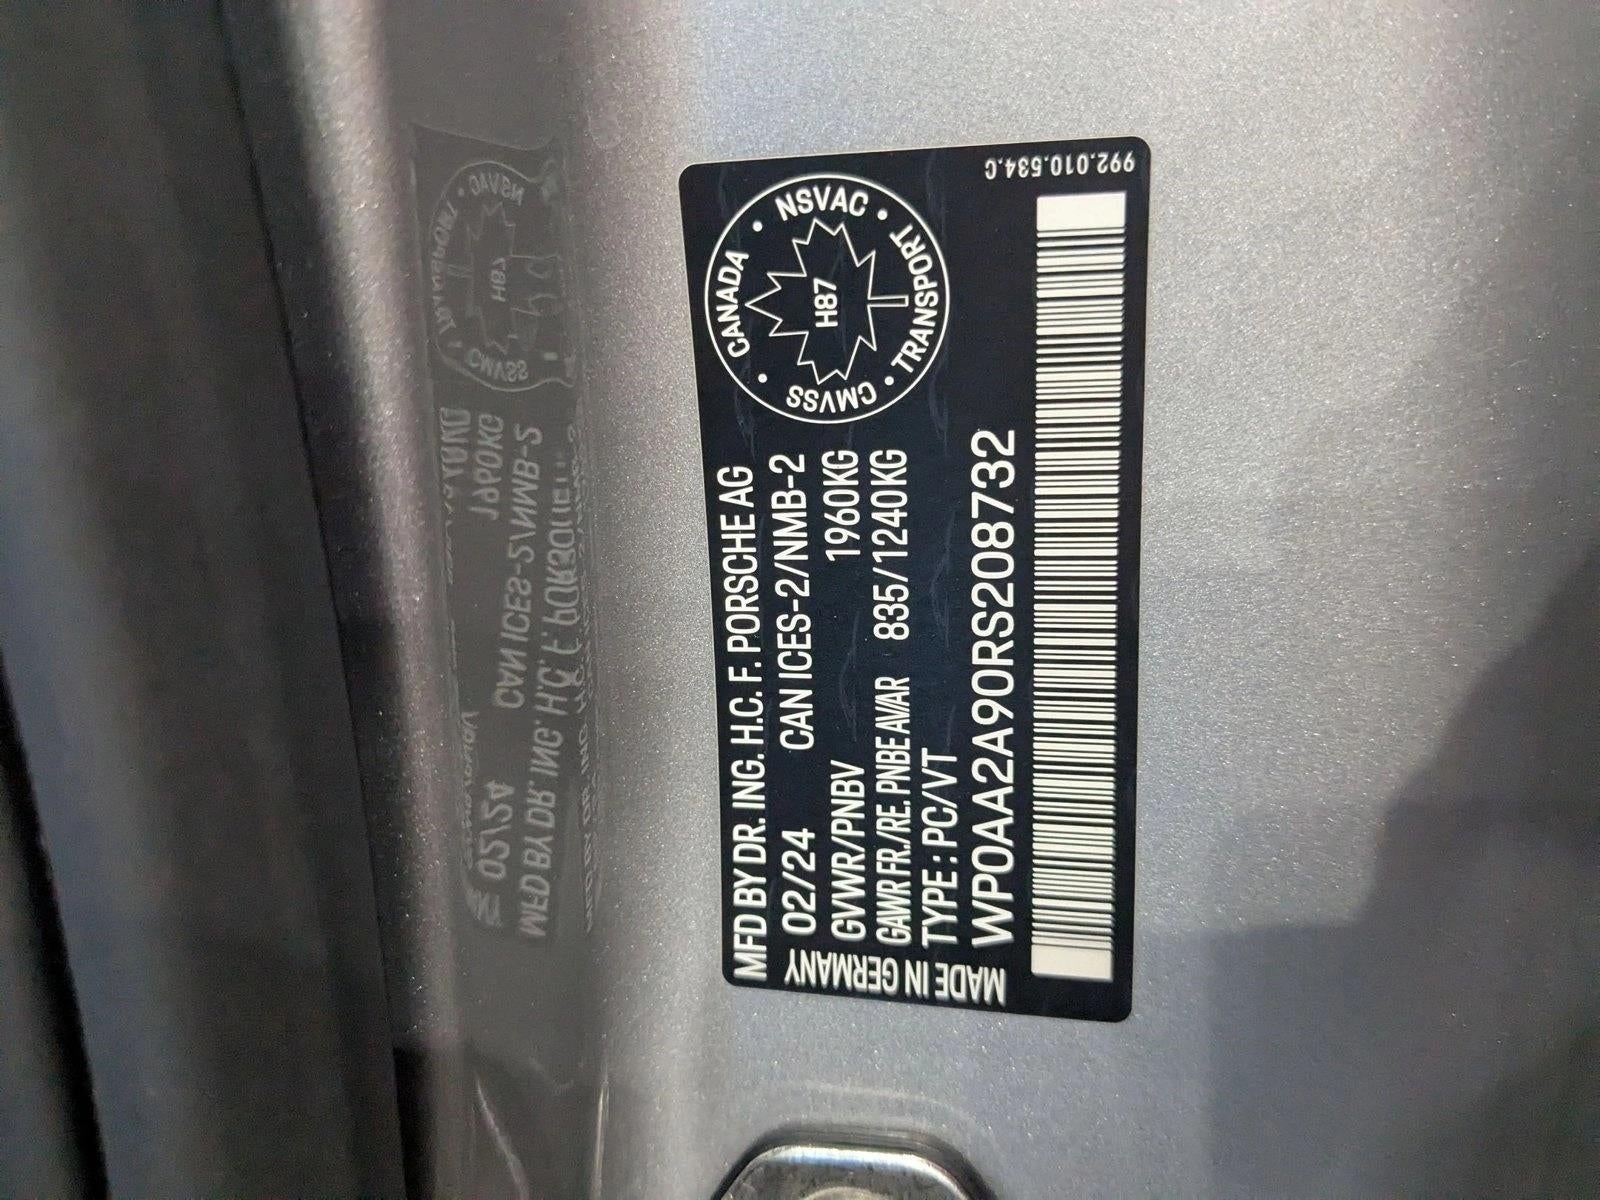 MFD BY DR. ING. H.C. F. PORSCHE AG
02/24 CAN ICES-2/NMB-2
GVWR/PNBV 1960KG
GAWR FR./RE. PNBE AV/AR 835/1240KG
TYPE: PC/VT
WP0AA2A90RS208732
MADE IN GERMANY
CANADA • NSVAC • TRANSPORT • CMVSS •
H87
992.010.534.C